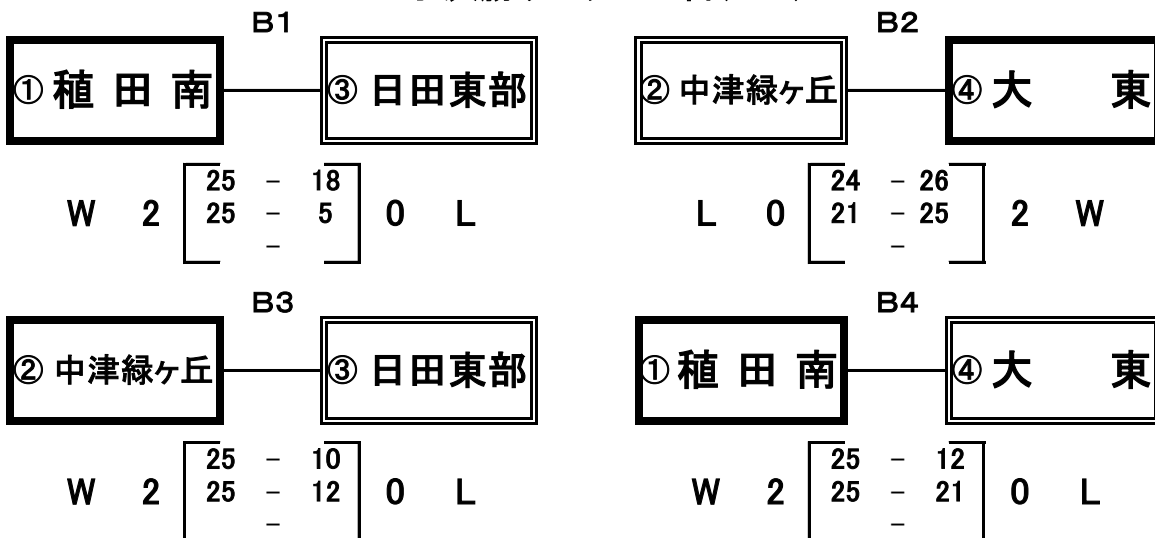 B1 B2
① 稙田南 ③ 日田東部 ② 中津緑ヶ丘 ④ 大 東
25 - 18 24 - 26
W 2 25 - 5 0 L L 0 21 - 25 2 W
- -
B3 B4
② 中津緑ヶ丘 ③ 日田東部 ① 稙田南 ④ 大 東
25 - 10 25 - 12
W 2 25 - 12 0 L W 2 25 - 21 0 L
- -